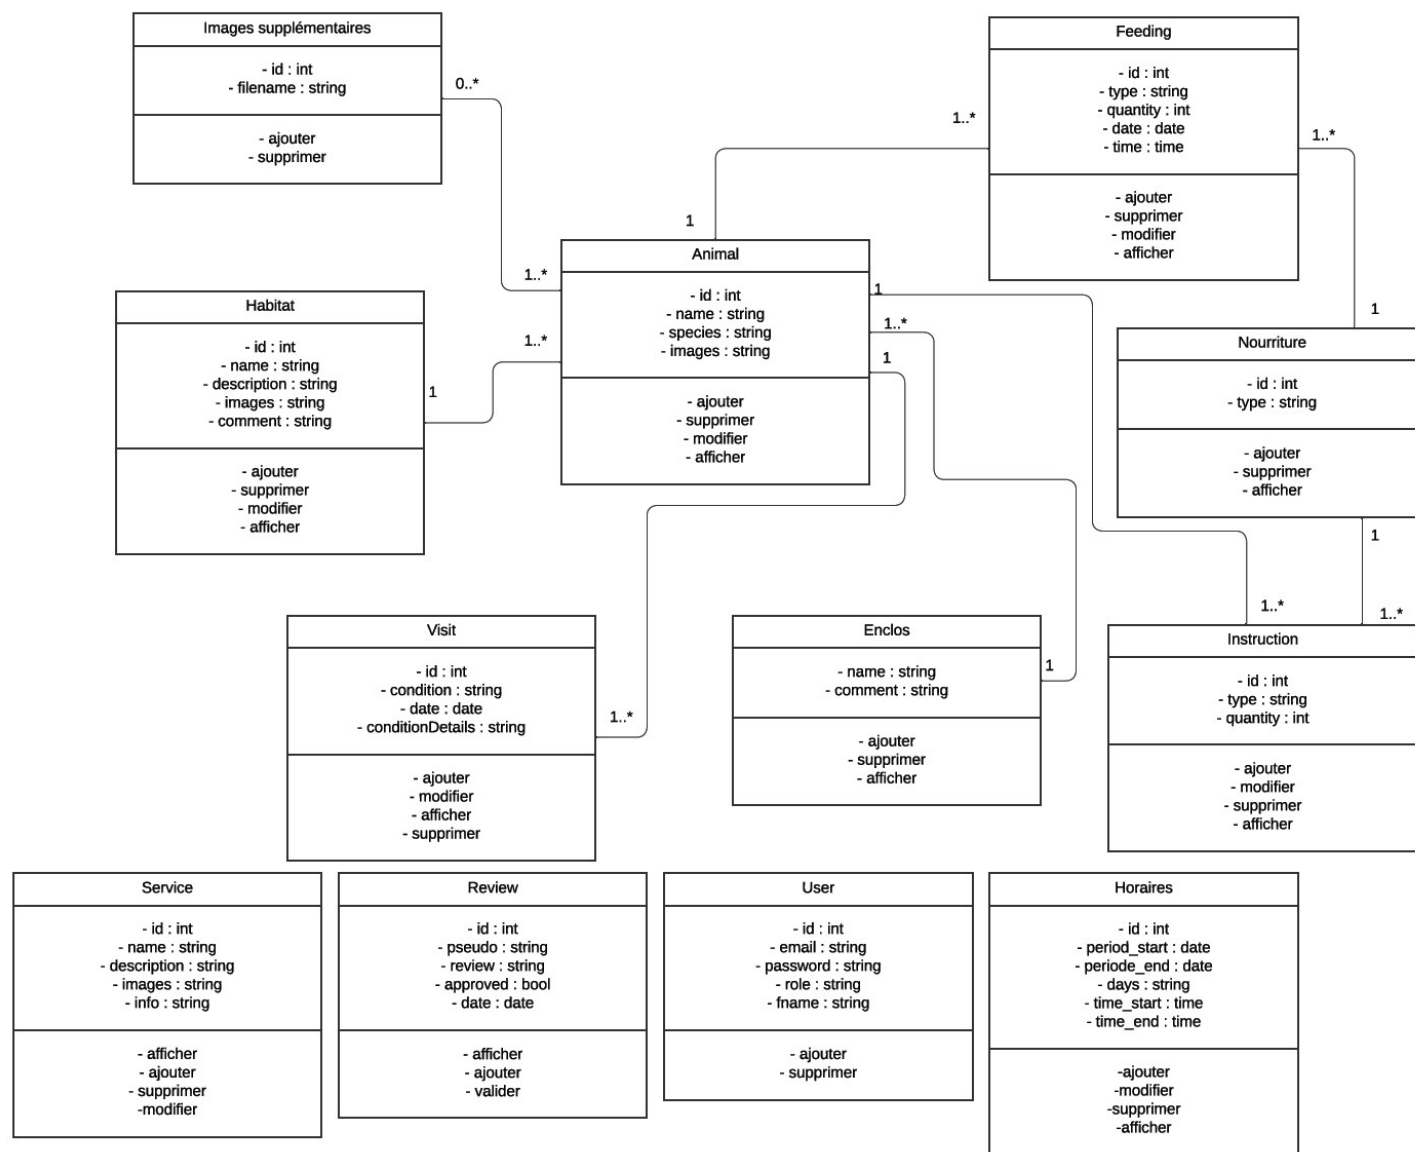 Images supplémentaires
- id : int
- filename : string
- ajouter
- supprimer
0..*
1..*
Feeding
- id : int
- type : string
- quantity : int
- date : date
- time : time
- ajouter
- supprimer
- modifier
- afficher
1..*
1..*
1
1
Animal
- id : int
- name : string
- species : string
- images : string
- ajouter
- supprimer
- modifier
- afficher
1
1..*
1
Habitat
- id : int
- name : string
- description : string
- images : string
- comment : string
- ajouter
- supprimer
- modifier
- afficher
1
1..*
Nourriture
- id : int
- type : string
- ajouter
- supprimer
- afficher
1
1..*
1..*
Visit
- id : int
- condition : string
- date : date
- conditionDetails : string
- ajouter
- modifier
- afficher
- supprimer
1..*
Enclos
- name : string
- comment : string
- ajouter
- supprimer
- afficher
1
Instruction
- id : int
- type : string
- quantity : int
- ajouter
- modifier
- supprimer
- afficher
Service
- id : int
- name : string
- description : string
- images : string
- info : string
- afficher
- ajouter
- supprimer
-modifier
Review
- id : int
- pseudo : string
- review : string
- approved : bool
- date : date
- afficher
- ajouter
- valider
User
- id : int
- email : string
- password : string
- role : string
- fname : string
- ajouter
- supprimer
Horaires
- id : int
- period_start : date
- periode_end : date
- days : string
- time_start : time
- time_end : time
-ajouter
-modifier
-supprimer
-afficher